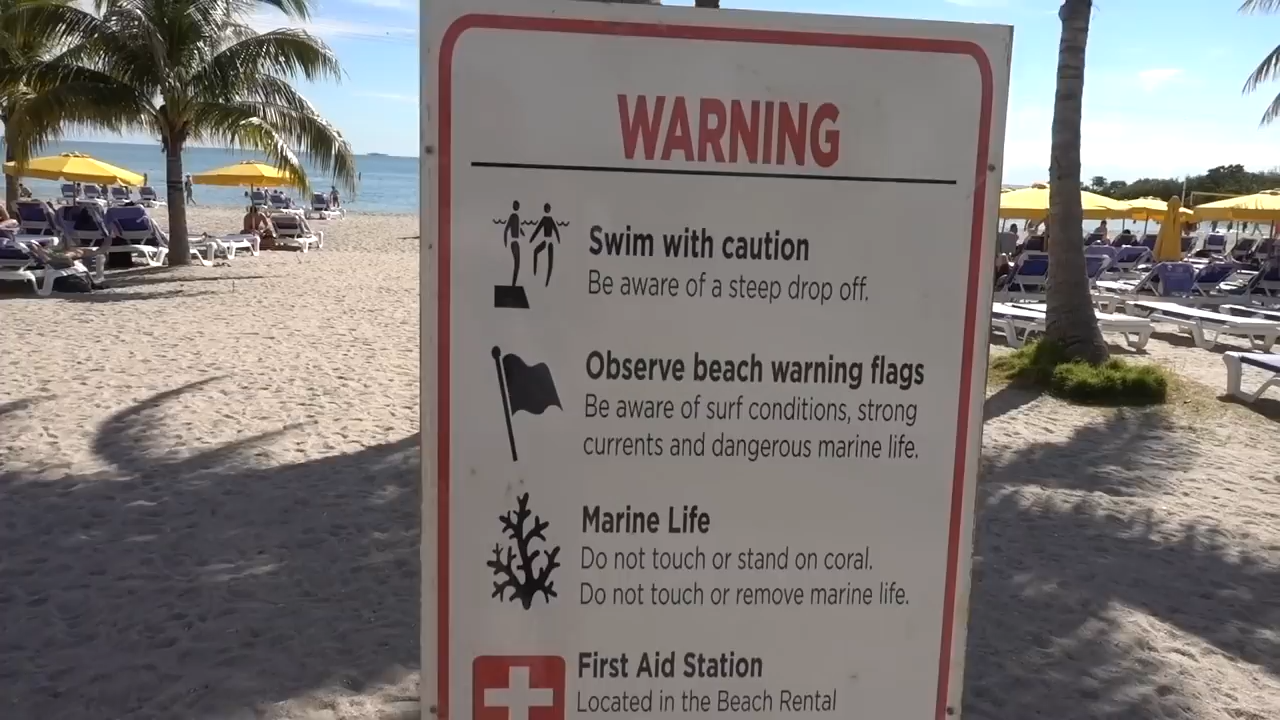 WARNING
Swim with caution
Be aware of a steep drop off.
Observe beach warning flags
Be aware of surf conditions, strong
currents and dangerous marine life.
Marine Life
Do not touch or stand on coral.
Do not touch or remove marine life.
First Aid Station
Located in the Beach Rental